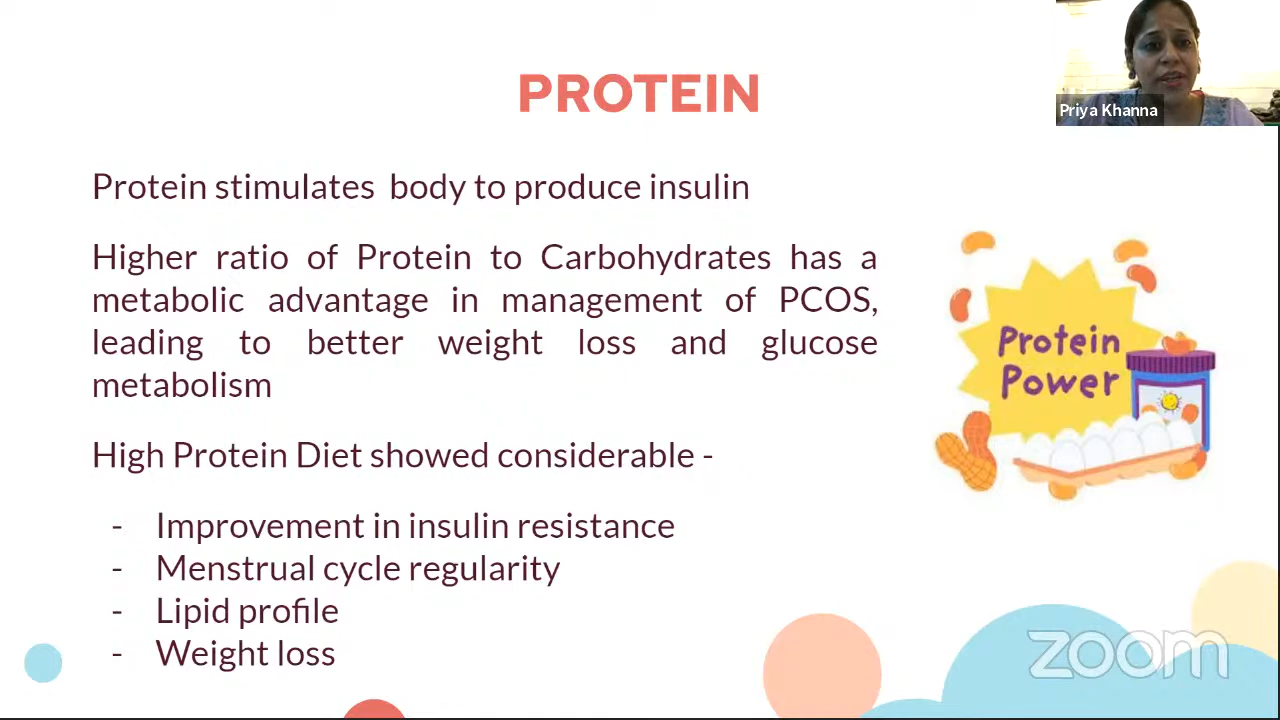 PROTEIN
Priya Khanna
Protein stimulates body to produce insulin
Higher ratio of Protein to Carbohydrates has a
metabolic advantage in management of PCOS,
leading to better weight loss and glucose
metabolism
Protein
Power
High Protein Diet showed considerable -
- Improvement in insulin resistance
- Menstrual cycle regularity
- Lipid profile
- Weight loss
zoom